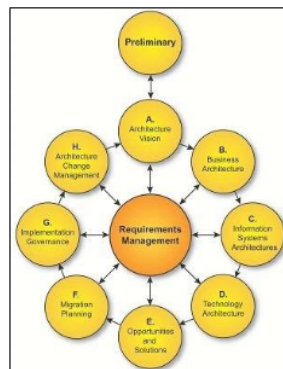 Preliminary
A.
Architecture
Vision
B.
Business
Architecture
C.
Information
Systems
Architectures
D.
Technology
Architecture
E.
Opportunities
and
Solutions
F.
Migration
Planning
G.
Implementation
Governance
H.
Architecture
Change
Management
Requirements
Management